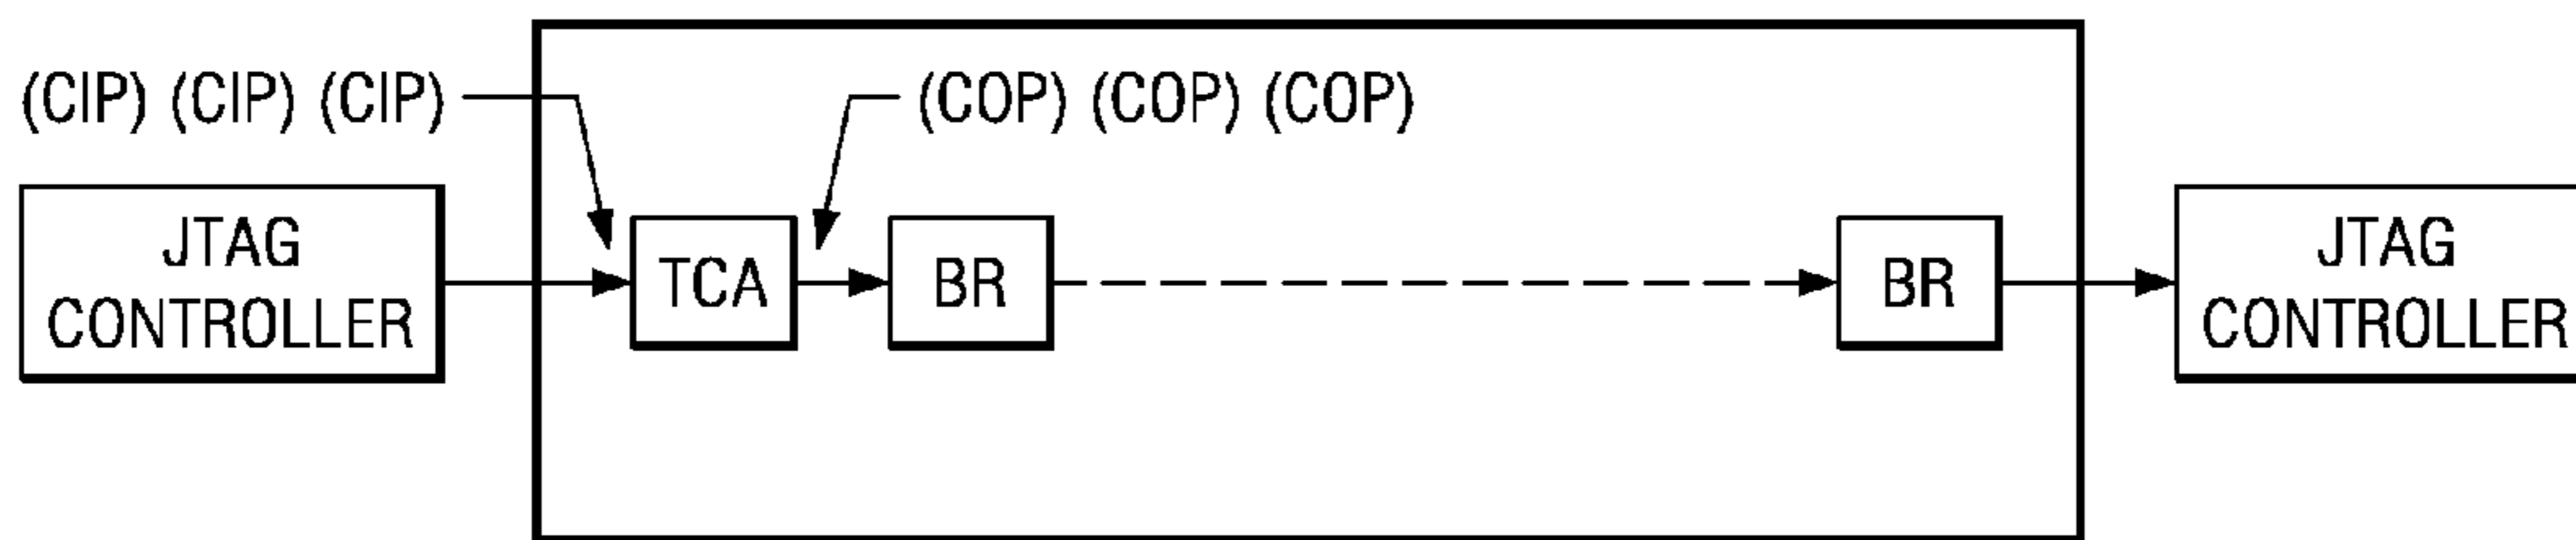 (CIP) (CIP) (CIP)
(COP) (COP) (COP)
JTAG
CONTROLLER
TCA
BR
BR
JTAG
CONTROLLER